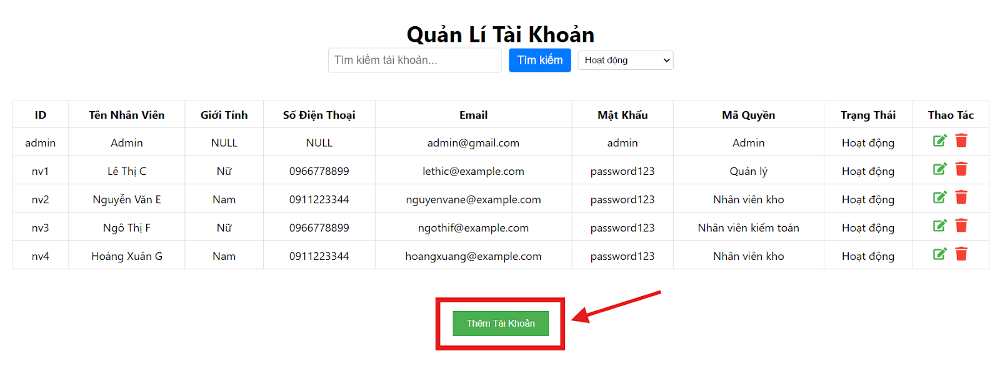 Quản Lí Tài Khoản
Tìm kiếm tài khoản... Tìm kiếm Hoạt động
ID Tên Nhân Viên Giới Tính Số Điện Thoại Email Mật Khẩu Mã Quyền Trạng Thái Thao Tác
admin Admin NULL NULL admin@gmail.com admin Admin Hoạt động
nv1 Lê Thị C Nữ 0966778899 lethic@example.com password123 Quản lý Hoạt động
nv2 Nguyễn Văn E Nam 0911223344 nguyenvane@example.com password123 Nhân viên kho Hoạt động
nv3 Ngô Thị F Nữ 0966778899 ngothif@example.com password123 Nhân viên kiểm toán Hoạt động
nv4 Hoàng Xuân G Nam 0911223344 hoangxuang@example.com password123 Nhân viên kho Hoạt động
Thêm Tài Khoản